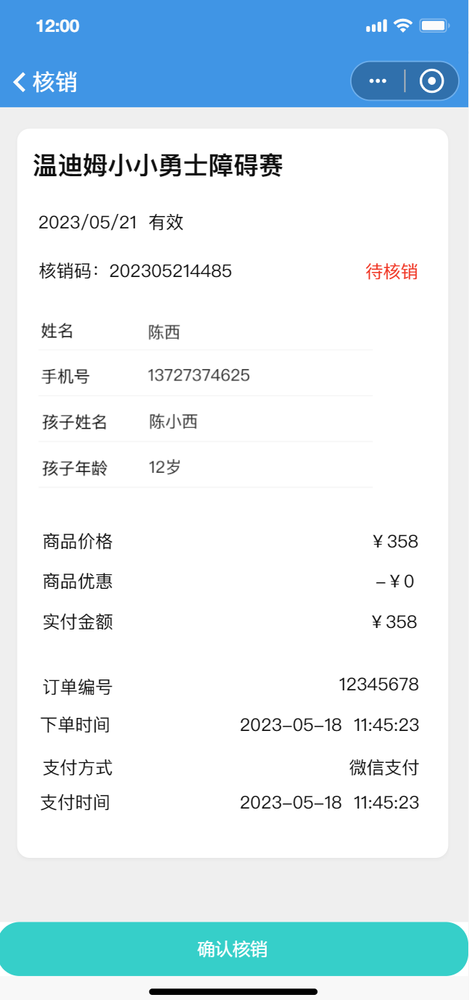 12:00
核销
温迪姆小小勇士障碍赛
2023/05/21 有效
核销码：202305214485 待核销
姓名 陈西
手机号 13727374625
孩子姓名 陈小西
孩子年龄 12岁
商品价格 ￥358
商品优惠 -￥0
实付金额 ￥358
订单编号 12345678
下单时间 2023-05-18 11:45:23
支付方式 微信支付
支付时间 2023-05-18 11:45:23
确认核销